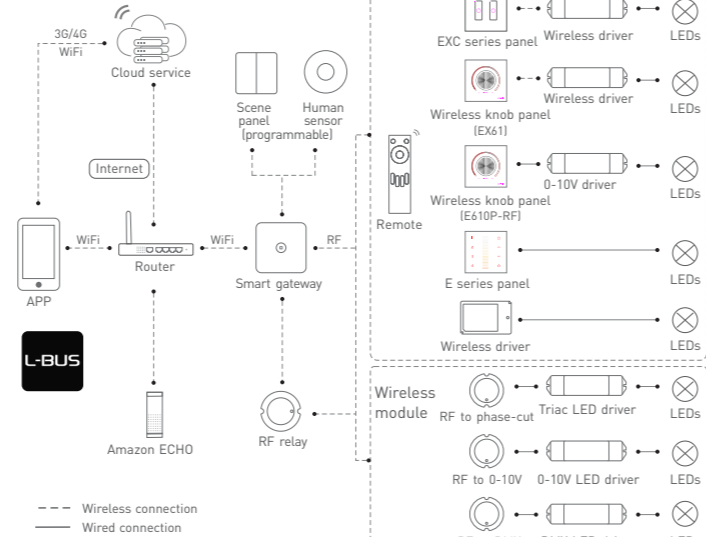 3G/4G
WiFi
Cloud service
Internet
Scene
panel
Human
sensor
(programmable)
APP
WiFi
Router
WiFi
Smart gateway
RF
L-BUS
Amazon ECHO
RF relay
Wireless connection
Wired connection
Remote
EXC series panel
Wireless driver
LEDs
Wireless knob panel
(EX61)
Wireless driver
LEDs
Wireless knob panel
(E610P-RF)
0-10V driver
LEDs
E series panel
LEDs
Wireless driver
LEDs
Wireless
module
RF to phase-cut
Triac LED driver
LEDs
RF to 0-10V
0-10V LED driver
LEDs